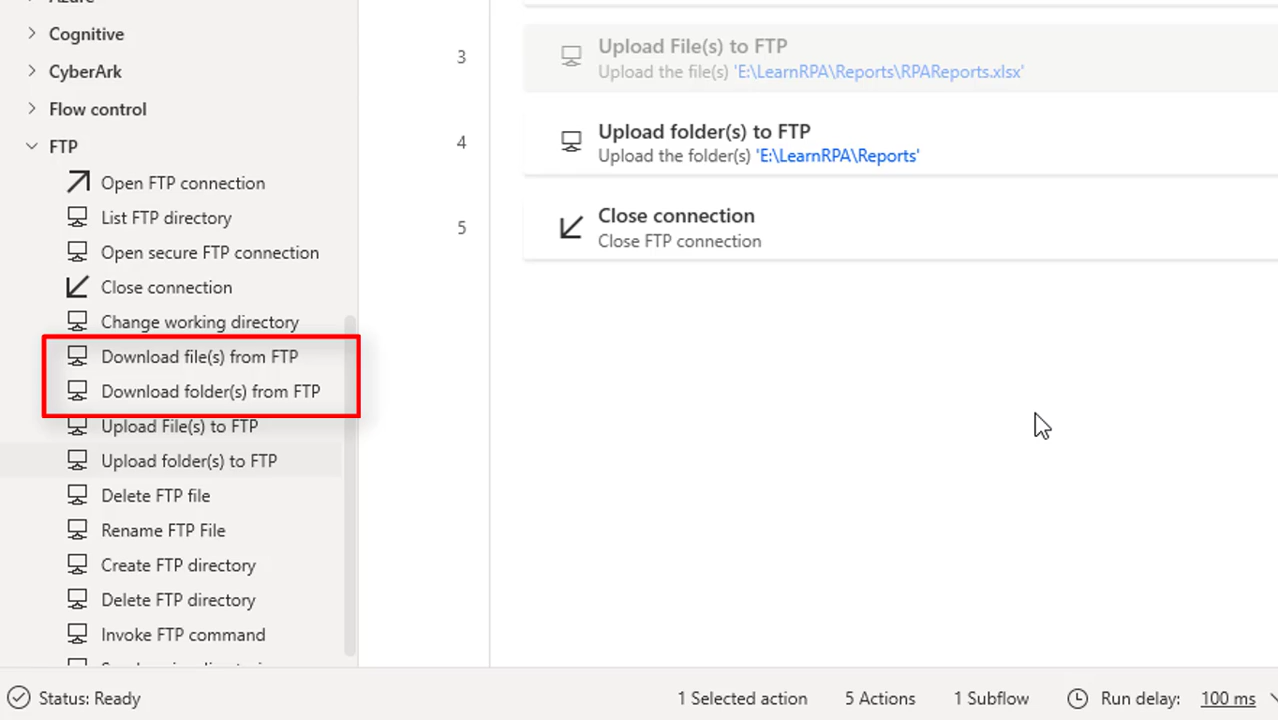 Azure
Cognitive
CyberArk
Flow control
FTP
Open FTP connection
List FTP directory
Open secure FTP connection
Close connection
Change working directory
Download file(s) from FTP
Download folder(s) from FTP
Upload File(s) to FTP
Upload folder(s) to FTP
Delete FTP file
Rename FTP File
Create FTP directory
Delete FTP directory
Invoke FTP command
3
Upload File(s) to FTP
Upload the file(s) 'E:\LearnRPA\Reports\RPAReports.xlsx'
4
Upload folder(s) to FTP
Upload the folder(s) 'E:\LearnRPA\Reports'
5
Close connection
Close FTP connection
Status: Ready
1 Selected action
5 Actions
1 Subflow
Run delay:
100 ms